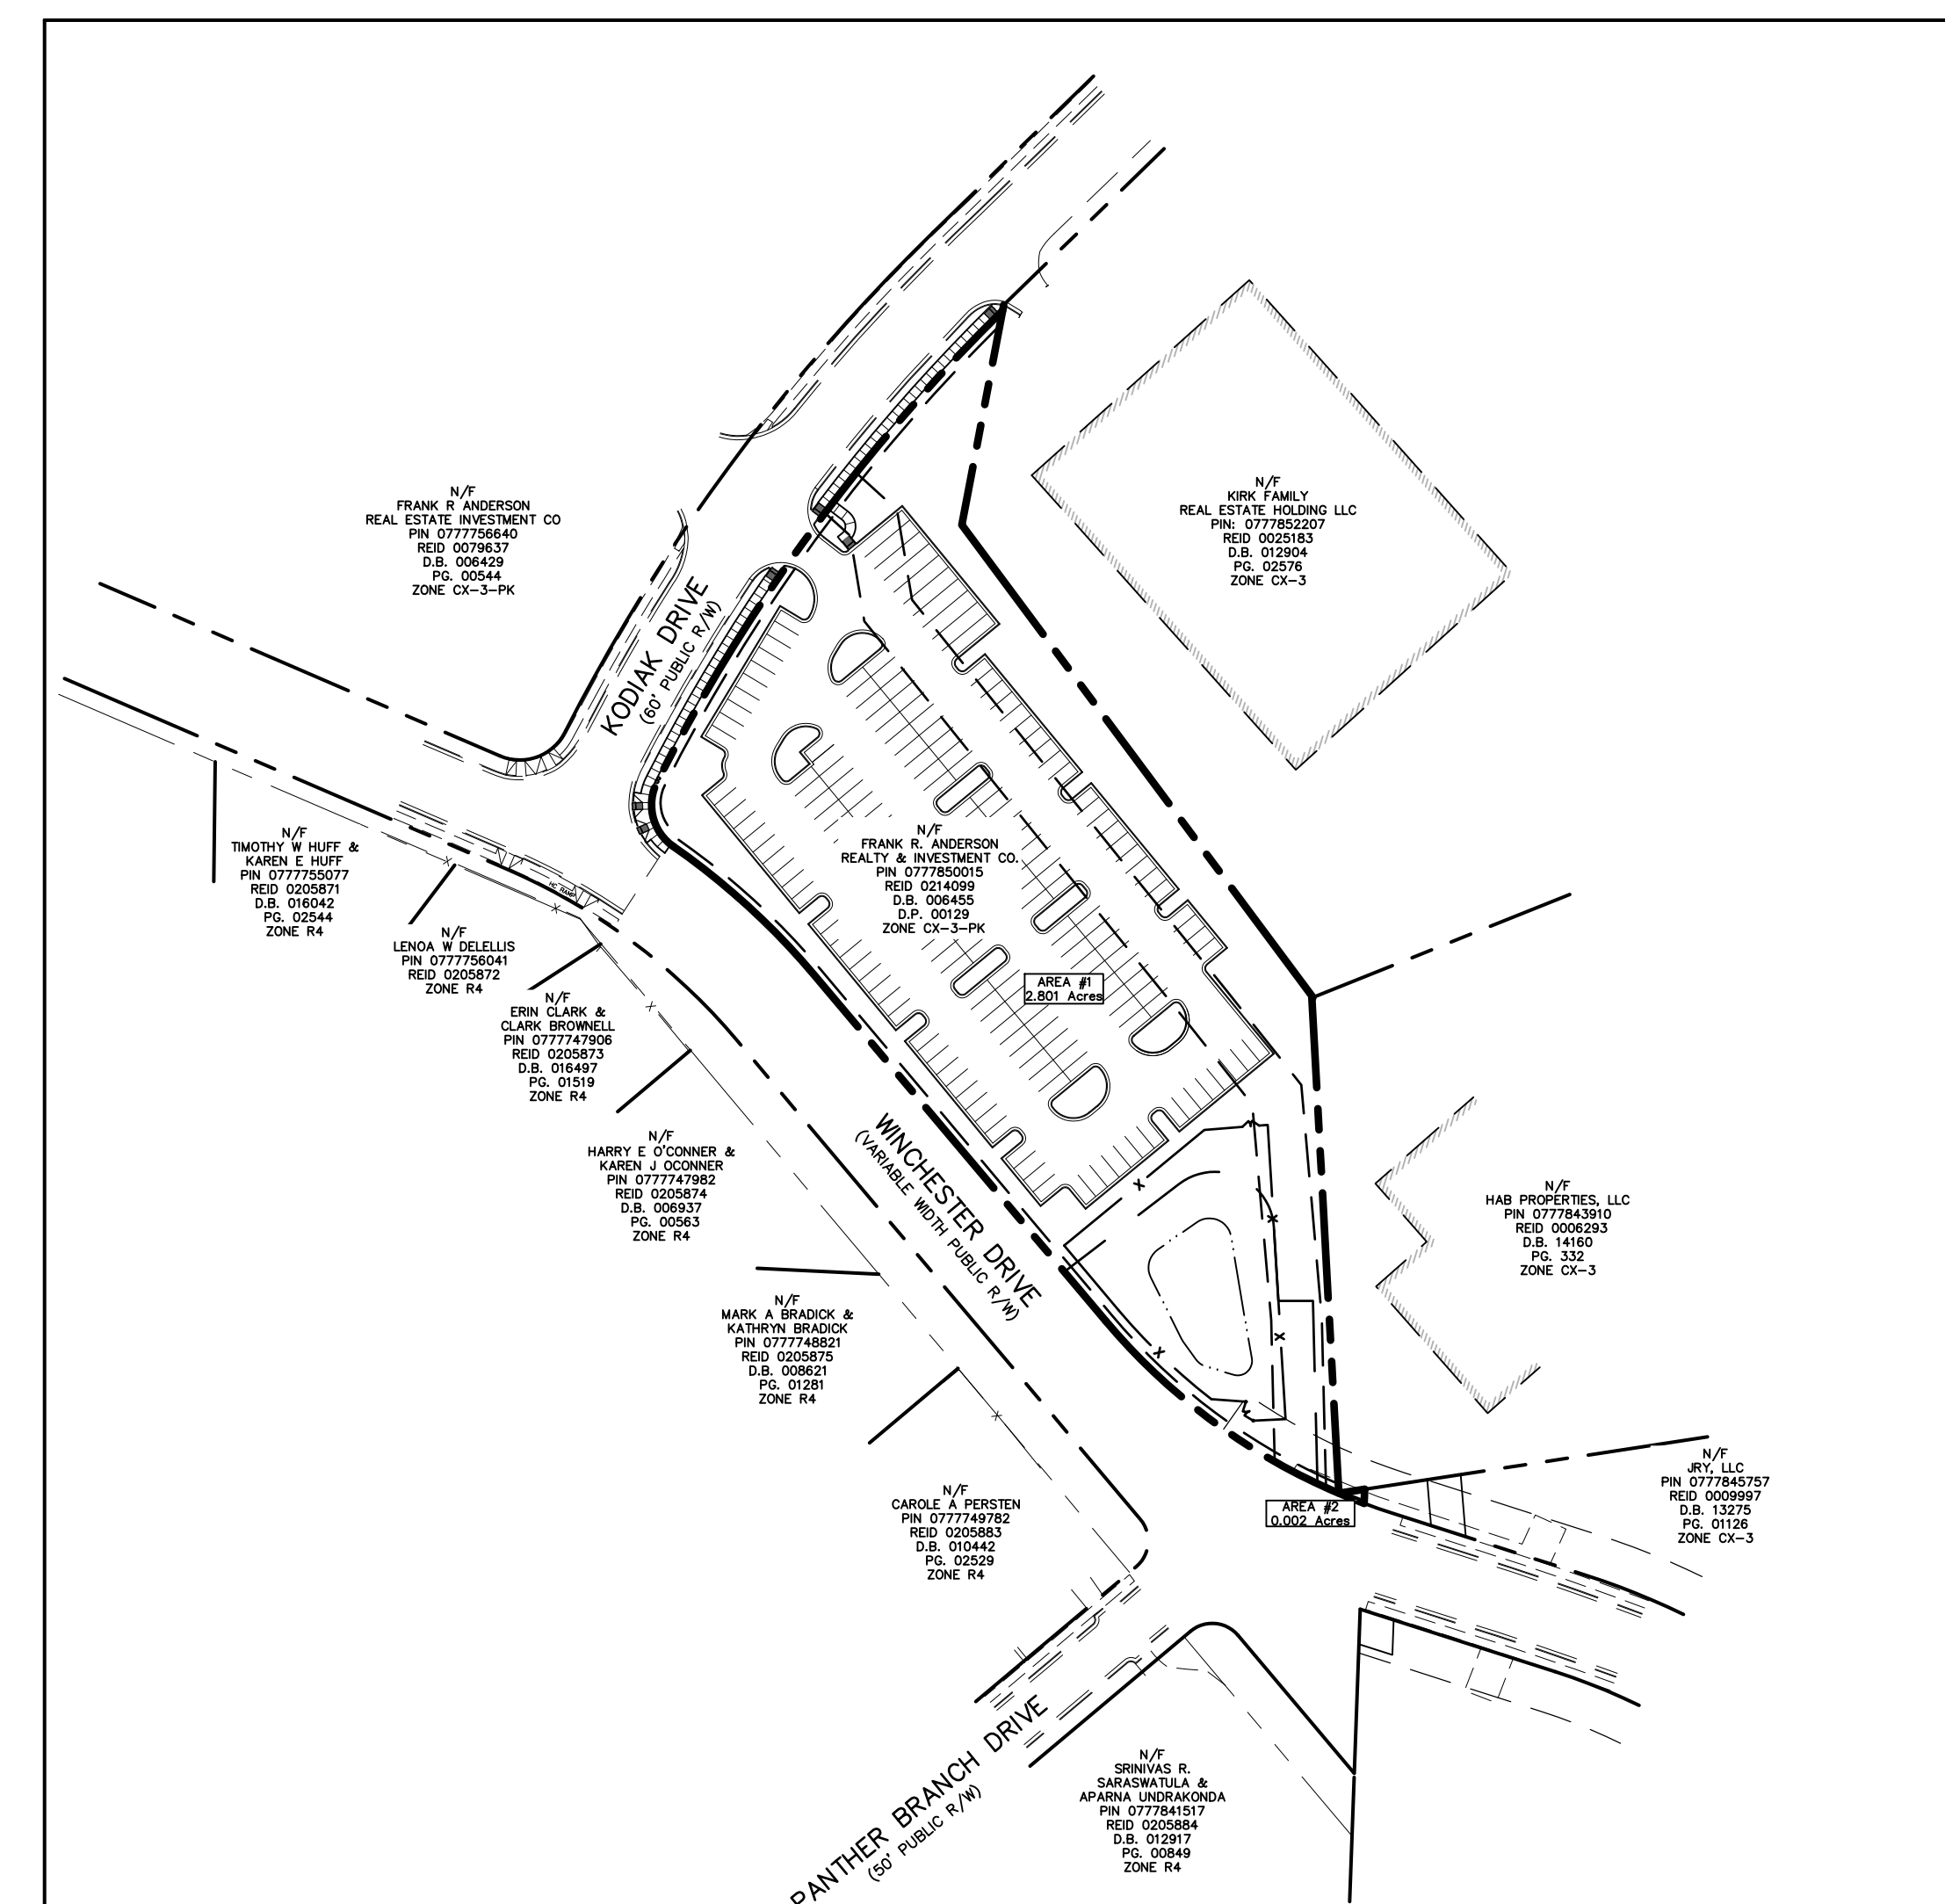 N/F
FRANK R ANDERSON
REAL ESTATE INVESTMENT CO
PIN 0777756640
REID 0079637
D.B. 006429
PG. 00544
ZONE CX-3-PK
N/F
KIRK FAMILY
REAL ESTATE HOLDING LLC
PIN: 0777852207
REID 0025183
D.B. 012904
PG. 02576
ZONE CX-3
KODIAK DRIVE
(60' PUBLIC R/W)
N/F
TIMOTHY W HUFF &
KAREN E HUFF
PIN 0777755077
REID 0205871
D.B. 016042
PG. 02544
ZONE R4
HC RAMP
N/F
FRANK R. ANDERSON
REALTY & INVESTMENT CO.
PIN 0777850015
REID 0214099
D.B. 006455
D.P. 00129
ZONE CX-3-PK
N/F
LENOA W DELELLIS
PIN 0777756041
REID 0205872
ZONE R4
AREA #1
2.801 Acres
N/F
ERIN CLARK &
CLARK BROWNELL
PIN 0777747906
REID 0205873
D.B. 016497
PG. 01519
ZONE R4
N/F
HARRY E O'CONNER &
KAREN J OCONNER
PIN 0777747982
REID 0205874
D.B. 006937
PG. 00563
ZONE R4
WINCHESTER DRIVE
(VARIABLE WIDTH PUBLIC R/W)
N/F
HAB PROPERTIES, LLC
PIN 0777843910
REID 0006293
D.B. 14160
PG. 332
ZONE CX-3
N/F
MARK A BRADICK &
KATHRYN BRADICK
PIN 0777748821
REID 0205875
D.B. 008621
PG. 01281
ZONE R4
N/F
JRY, LLC
PIN 0777845757
REID 0009997
D.B. 13275
PG. 01126
ZONE CX-3
N/F
CAROLE A PERSTEN
PIN 0777749782
REID 0205883
D.B. 010442
PG. 02529
ZONE R4
AREA #2
0.002 Acres
PANTHER BRANCH DRIVE
(50' PUBLIC R/W)
N/F
SRINIVAS R.
SARASWATULA &
APARNA UNDRAKONDA
PIN 0777841517
REID 0205884
D.B. 012917
PG. 00849
ZONE R4